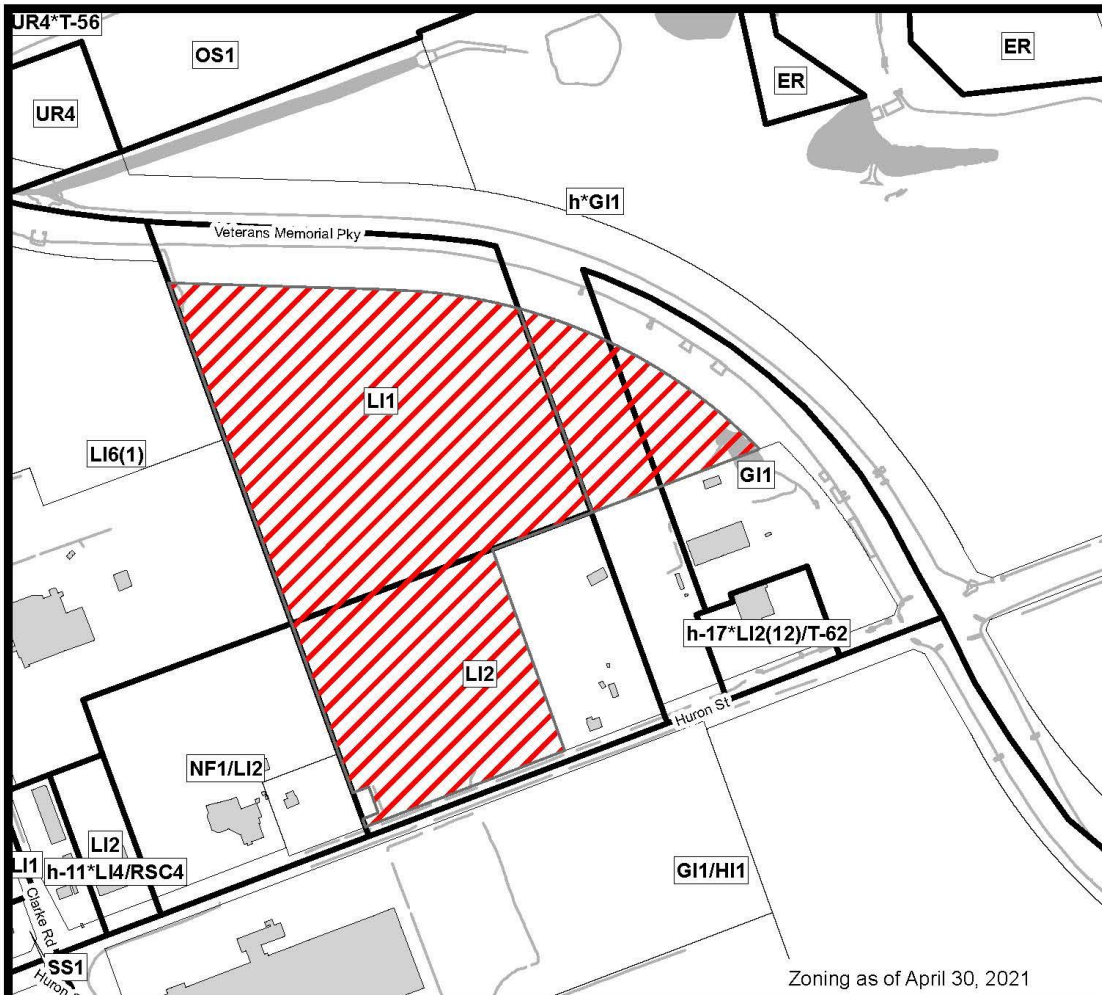 UR4*T-56
OS1
ER
ER
UR4
h*GI1
Veterans Memorial Pky
LI1
LI6(1)
GI1
h-17*LI2(12)/T-62
LI2
Huron St
NF1/LI2
LI2
LI1
h-11*LI4/RSC4
GI1/HI1
Clarke Rd
SS1
Huron
Zoning as of April 30, 2021